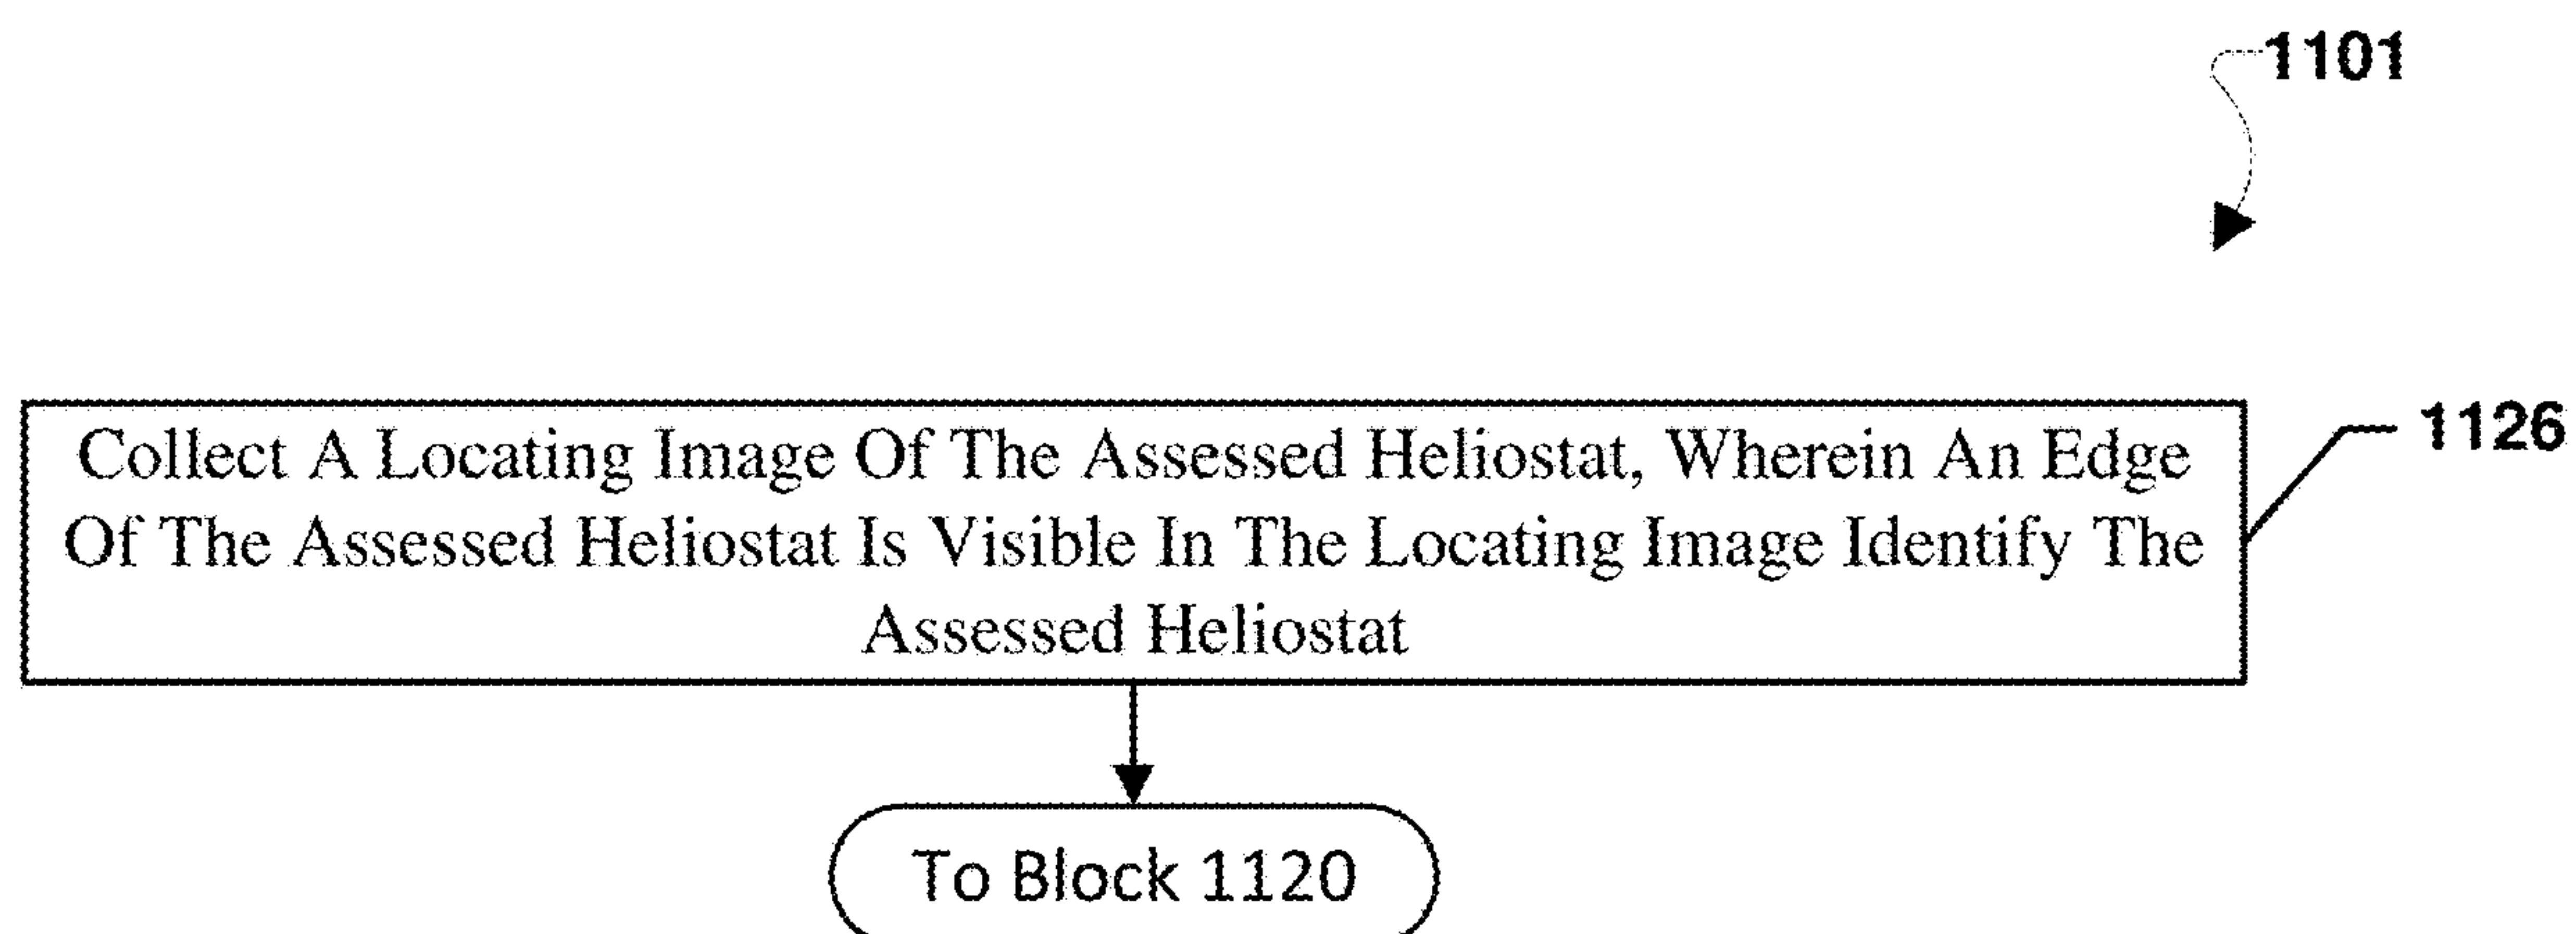 1101
Collect A Locating Image Of The Assessed Heliostat, Wherein An Edge
1126
Of The Assessed Heliostat Is Visible In The Locating Image Identify The
Assessed Heliostat
To Block 1120